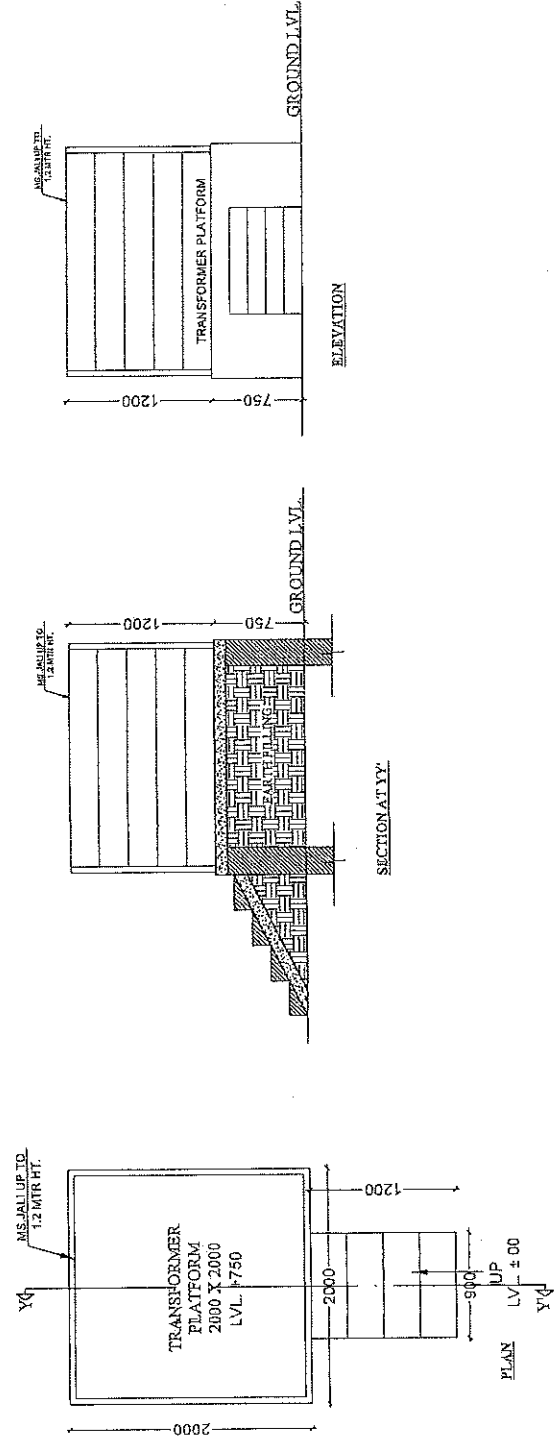 MS.JALI UP TO
1.2 MTR HT.
Y
TRANSFORMER
PLATFORM
2000 X 2000
LVL. +750
2000
2000
1200
900
UP
LVL. ± 00
Y'
PLAN
MS.JALI UP TO
1.2 MTR HT.
1200
750
GROUND LVL.
EARTH FILLING
SECTION AT YY'
MS.JALI UP TO
1.2 MTR HT.
1200
750
TRANSFORMER PLATFORM
GROUND LVL.
ELEVATION